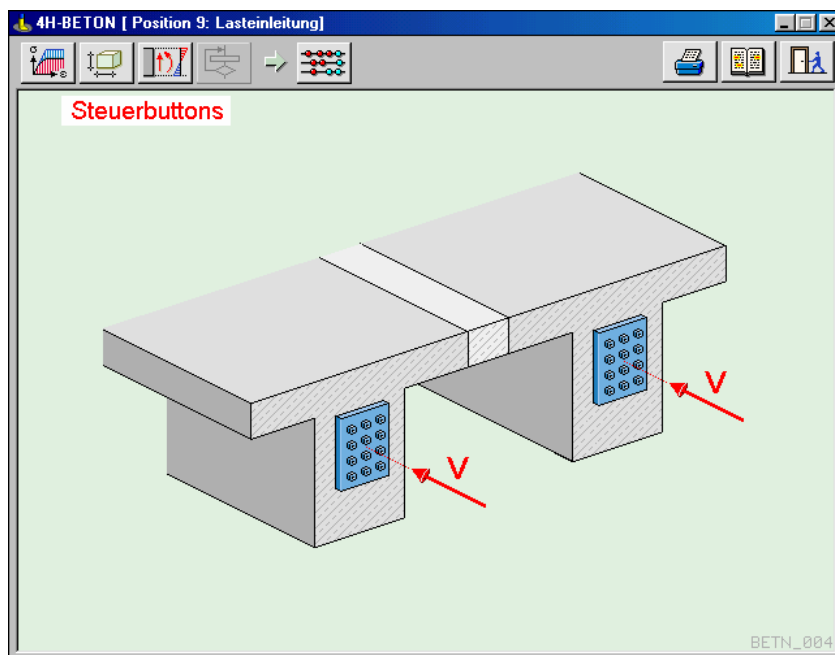 4H-BETON [ Position 9: Lasteinleitung]
σ
ε
Steuerbuttons
V
V
BETN_004